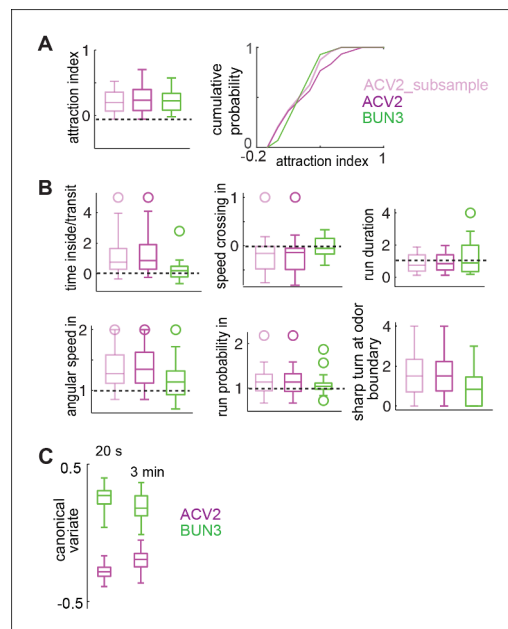 A
attraction index
1
0
cumulative
probability
1
0
-0.2
attraction index
1
ACV2_subsample
ACV2
BUN3
B
time inside/transit
5
0
speed crossing in
1
0
run duration
4
2
0
angular speed in
2
1
run probability in
2
1
sharp turn at odor
boundary
4
2
0
C
20 s
3 min
canonical
variate
0.5
-0.5
ACV2
BUN3